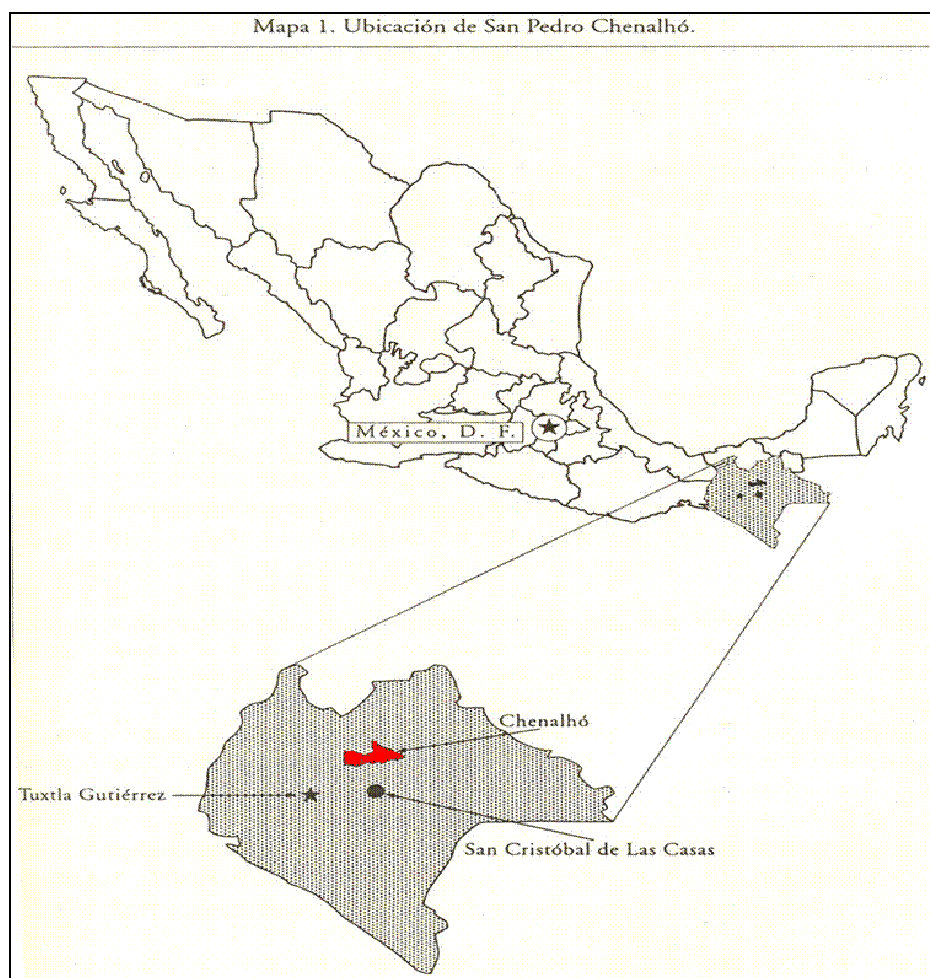 Mapa 1. Ubicación de San Pedro Chenalhó.
México, D. F.
Chenalhó
Tuxtla Gutiérrez
San Cristóbal de Las Casas